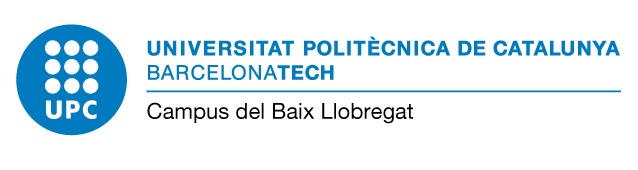 UPC
UNIVERSITAT POLITÈCNICA DE CATALUNYA
BARCELONATECH
Campus del Baix Llobregat